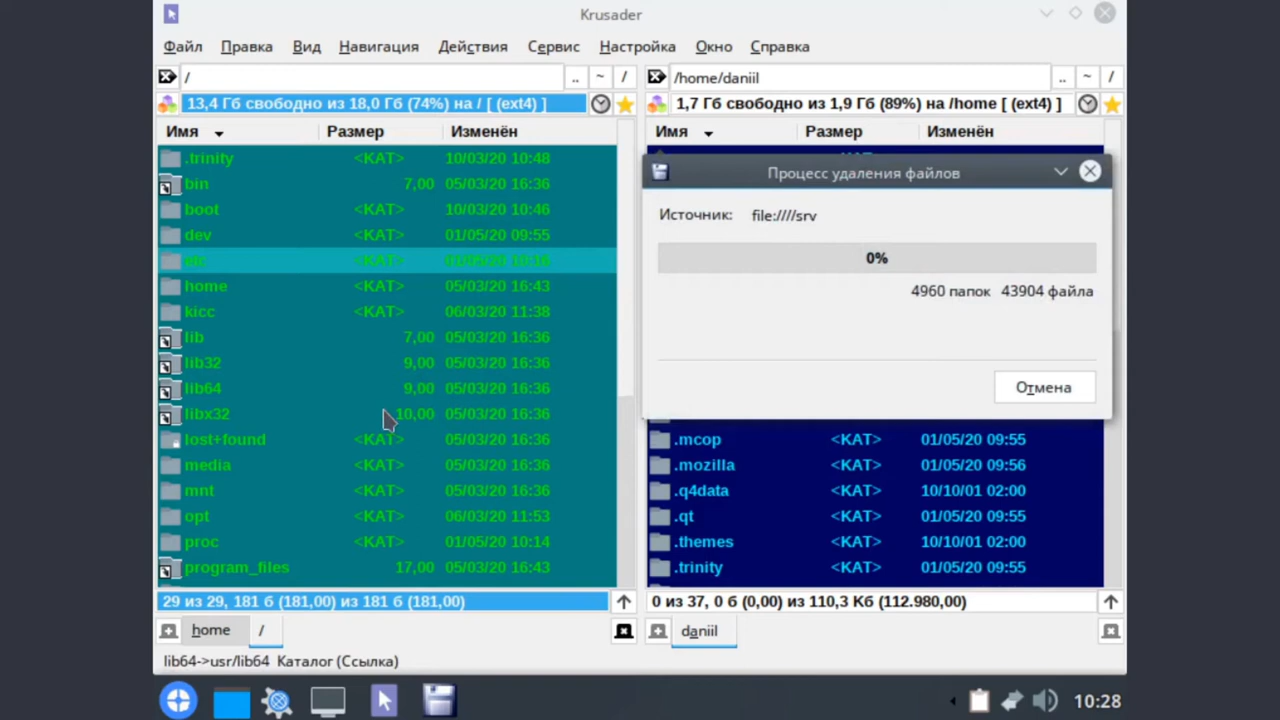 Krusader
Файл Правка Вид Навигация Действия Сервис Настройка Окно Справка
/ .. ~ /
13,4 Гб свободно из 18,0 Гб (74%) на / [ (ext4) ]
Имя Размер Изменён
.trinity <КАТ> 10/03/20 10:48
bin 7,00 05/03/20 16:36
boot <КАТ> 10/03/20 10:46
dev <КАТ> 01/05/20 09:55
etc <КАТ>
home <КАТ> 05/03/20 16:43
kicc <КАТ> 06/03/20 11:38
lib 7,00 05/03/20 16:36
lib32 9,00 05/03/20 16:36
lib64 9,00 05/03/20 16:36
libx32 10,00 05/03/20 16:36
lost+found <КАТ> 05/03/20 16:36
media <КАТ> 05/03/20 16:36
mnt <КАТ> 05/03/20 16:36
opt <КАТ> 06/03/20 11:53
proc <КАТ> 01/05/20 10:14
program_files 17,00 05/03/20 16:43
29 из 29, 181 б (181,00) из 181 б (181,00)
home /
lib64->usr/lib64 Каталог (Ссылка)
/home/daniil .. ~ /
1,7 Гб свободно из 1,9 Гб (89%) на /home [ (ext4) ]
Имя Размер Изменён
Процесс удаления файлов
Источник: file:////srv
0%
4960 папок 43904 файла
Отмена
.mcop <КАТ> 01/05/20 09:55
.mozilla <КАТ> 01/05/20 09:56
.q4data <КАТ> 10/10/01 02:00
.qt <КАТ> 01/05/20 09:55
.themes <КАТ> 10/10/01 02:00
.trinity <КАТ> 01/05/20 09:55
0 из 37, 0 б (0,00) из 110,3 Кб (112.980,00)
daniil
10:28